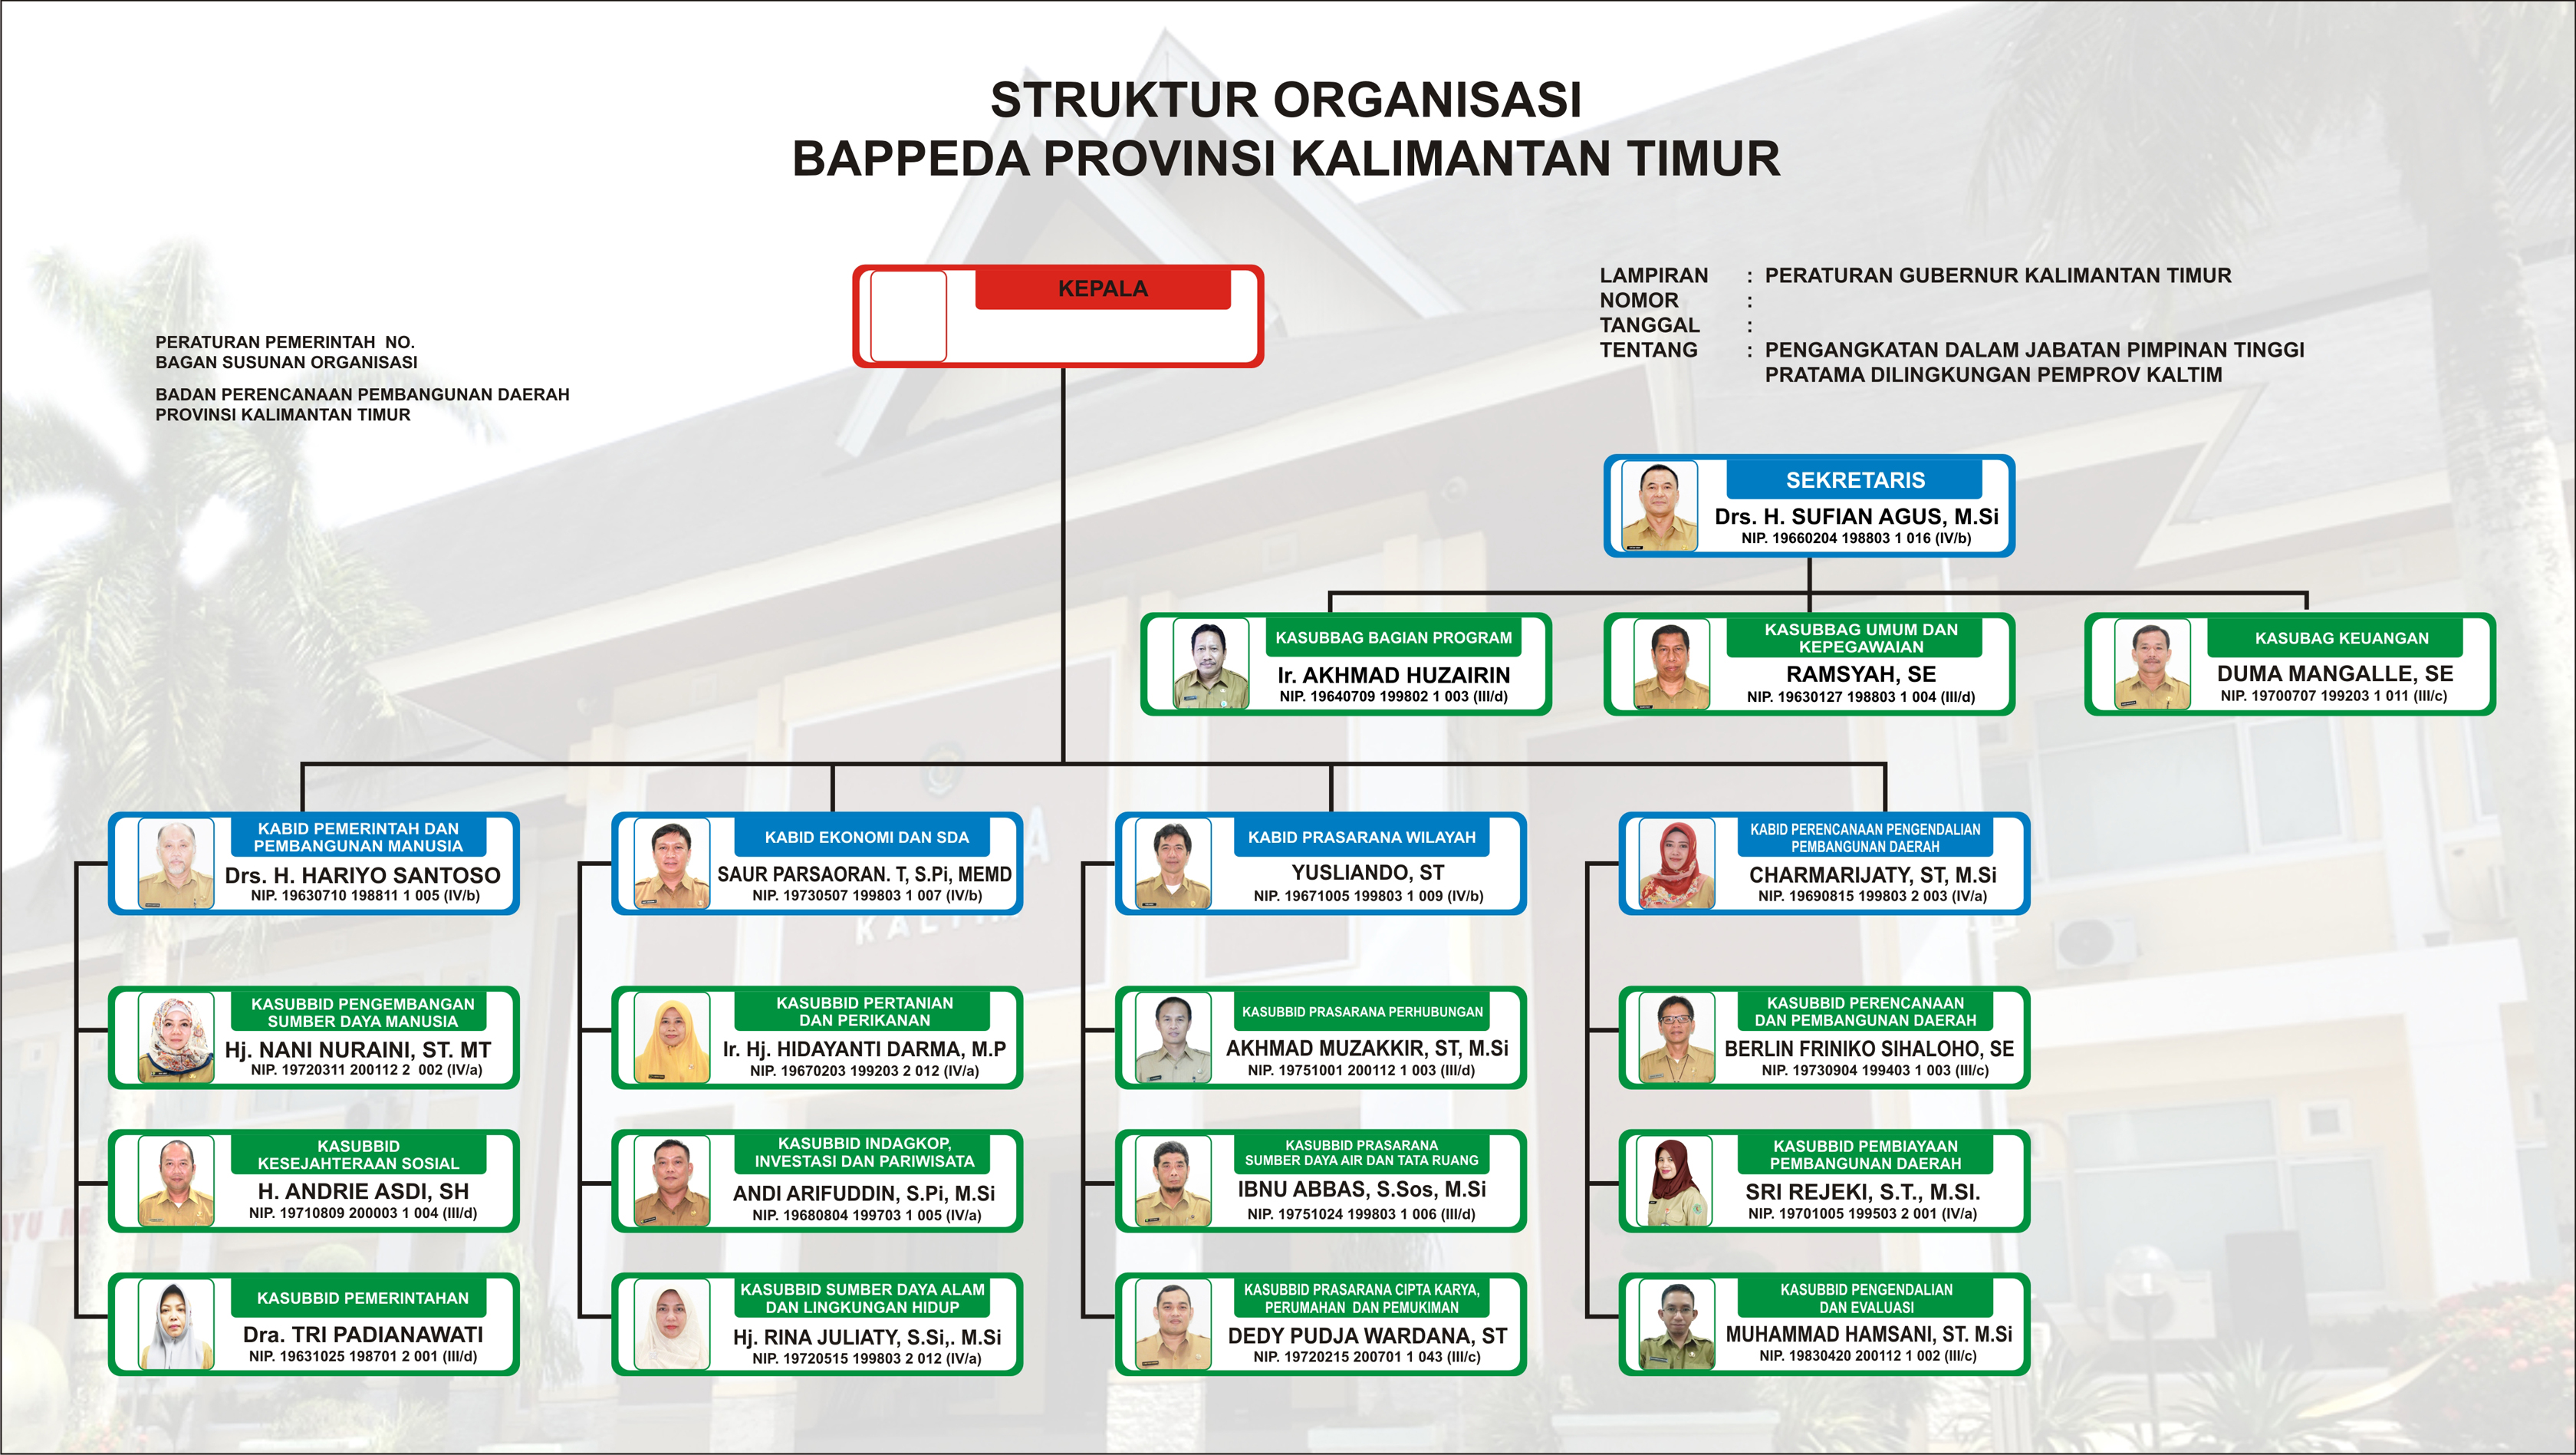 STRUKTUR ORGANISASI
BAPPEDA PROVINSI KALIMANTAN TIMUR
PERATURAN PEMERINTAH  NO.
BAGAN SUSUNAN ORGANISASI
BADAN PERENCANAAN PEMBANGUNAN DAERAH
PROVINSI KALIMANTAN TIMUR
KEPALA
LAMPIRAN : PERATURAN GUBERNUR KALIMANTAN TIMUR
NOMOR :
TANGGAL :
TENTANG : PENGANGKATAN DALAM JABATAN PIMPINAN TINGGI
PRATAMA DILINGKUNGAN PEMPROV KALTIM
SEKRETARIS
Drs. H. SUFIAN AGUS, M.Si
NIP. 19660204 198803 1 016 (IV/b)
KASUBBAG BAGIAN PROGRAM
Ir. AKHMAD HUZAIRIN
NIP. 19640709 199802 1 003 (III/d)
KASUBBAG UMUM DAN
KEPEGAWAIAN
RAMSYAH, SE
NIP. 19630127 198803 1 004 (III/d)
KASUBAG KEUANGAN
DUMA MANGALLE, SE
NIP. 19700707 199203 1 011 (III/c)
KABID PEMERINTAH DAN
PEMBANGUNAN MANUSIA
Drs. H. HARIYO SANTOSO
NIP. 19630710 198811 1 005 (IV/b)
KASUBBID PENGEMBANGAN
SUMBER DAYA MANUSIA
Hj. NANI NURAINI, ST. MT
NIP. 19720311 200112 2  002 (IV/a)
KASUBBID
KESEJAHTERAAN SOSIAL
H. ANDRIE ASDI, SH
NIP. 19710809 200003 1 004 (III/d)
KASUBBID PEMERINTAHAN
Dra. TRI PADIANAWATI
NIP. 19631025 198701 2 001 (III/d)
KABID EKONOMI DAN SDA
SAUR PARSAORAN. T, S.Pi, MEMD
NIP. 19730507 199803 1 007 (IV/b)
KASUBBID PERTANIAN
DAN PERIKANAN
Ir. Hj. HIDAYANTI DARMA, M.P
NIP. 19670203 199203 2 012 (IV/a)
KASUBBID INDAGKOP,
INVESTASI DAN PARIWISATA
ANDI ARIFUDDIN, S.Pi, M.Si
NIP. 19680804 199703 1 005 (IV/a)
KASUBBID SUMBER DAYA ALAM
DAN LINGKUNGAN HIDUP
Hj. RINA JULIATY, S.Si,. M.Si
NIP. 19720515 199803 2 012 (IV/a)
KABID PRASARANA WILAYAH
YUSLIANDO, ST
NIP. 19671005 199803 1 009 (IV/b)
KASUBBID PRASARANA PERHUBUNGAN
AKHMAD MUZAKKIR, ST, M.Si
NIP. 19751001 200112 1 003 (III/d)
KASUBBID PRASARANA
SUMBER DAYA AIR DAN TATA RUANG
IBNU ABBAS, S.Sos, M.Si
NIP. 19751024 199803 1 006 (III/d)
KASUBBID PRASARANA CIPTA KARYA,
PERUMAHAN  DAN PEMUKIMAN
DEDY PUDJA WARDANA, ST
NIP. 19720215 200701 1 043 (III/c)
KABID PERENCANAAN PENGENDALIAN
PEMBANGUNAN DAERAH
CHARMARIJATY, ST, M.Si
NIP. 19690815 199803 2 003 (IV/a)
KASUBBID PERENCANAAN
DAN PEMBANGUNAN DAERAH
BERLIN FRINIKO SIHALOHO, SE
NIP. 19730904 199403 1 003 (III/c)
KASUBBID PEMBIAYAAN
PEMBANGUNAN DAERAH
SRI REJEKI, S.T., M.SI.
NIP. 19701005 199503 2 001 (IV/a)
KASUBBID PENGENDALIAN
DAN EVALUASI
MUHAMMAD HAMSANI, ST. M.Si
NIP. 19830420 200112 1 002 (III/c)